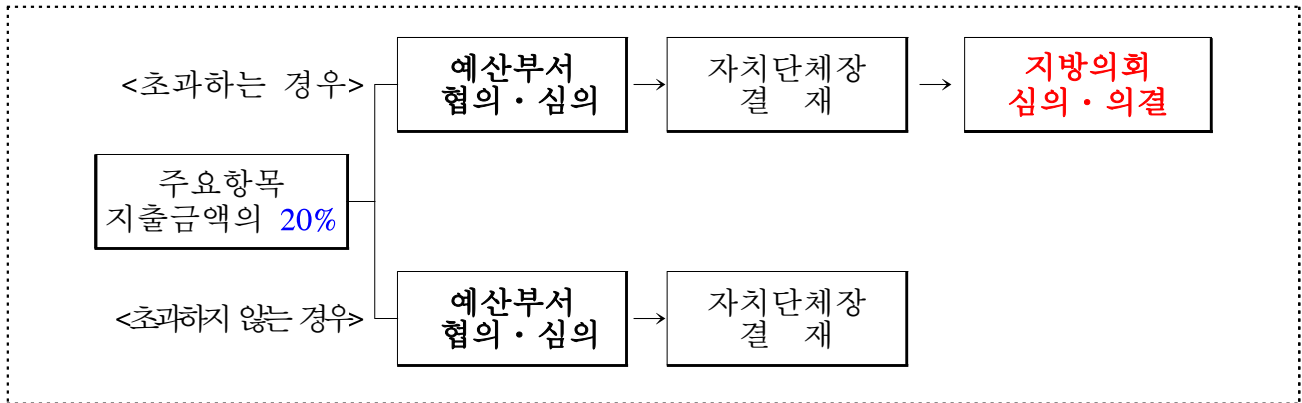 <초과하는 경우>
예산부서
협의·심의
→
자치단체장
결 재
→
지방의회
심의·의결
주요항목
지출금액의 20%
<초과하지 않는 경우>
예산부서
협의·심의
→
자치단체장
결 재